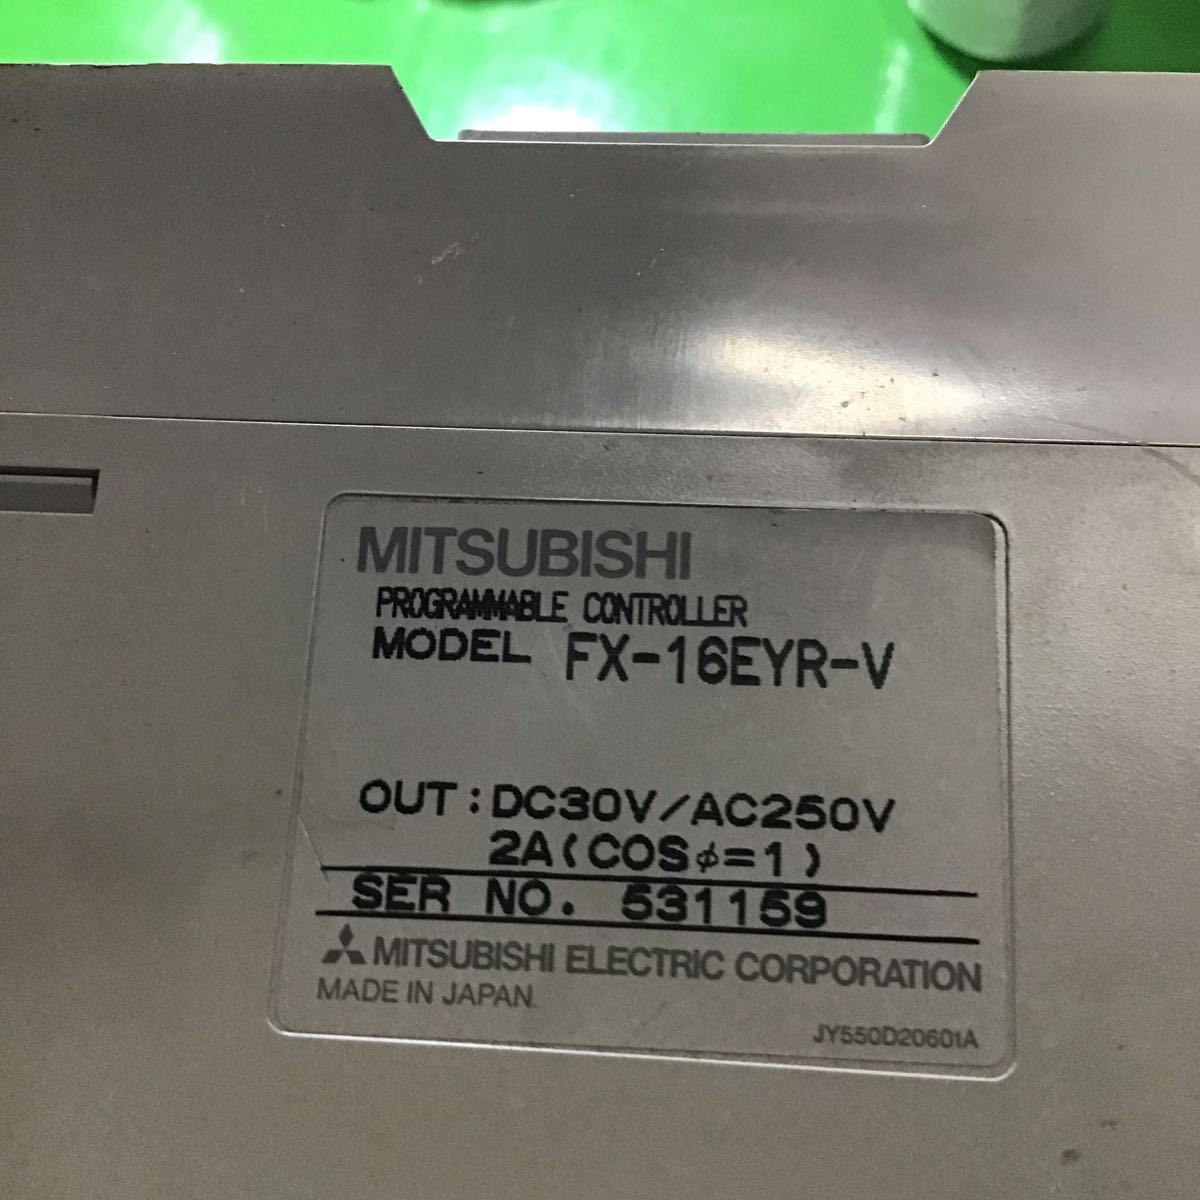 MITSUBISHI
PROGRAMMABLE CONTROLLER
MODEL FX-16EYR-V
OUT:DC30V/AC250V
2A(COSφ=1)
SER NO. 531159
MITSUBISHI ELECTRIC CORPORATION
MADE IN JAPAN
JY550D20601A